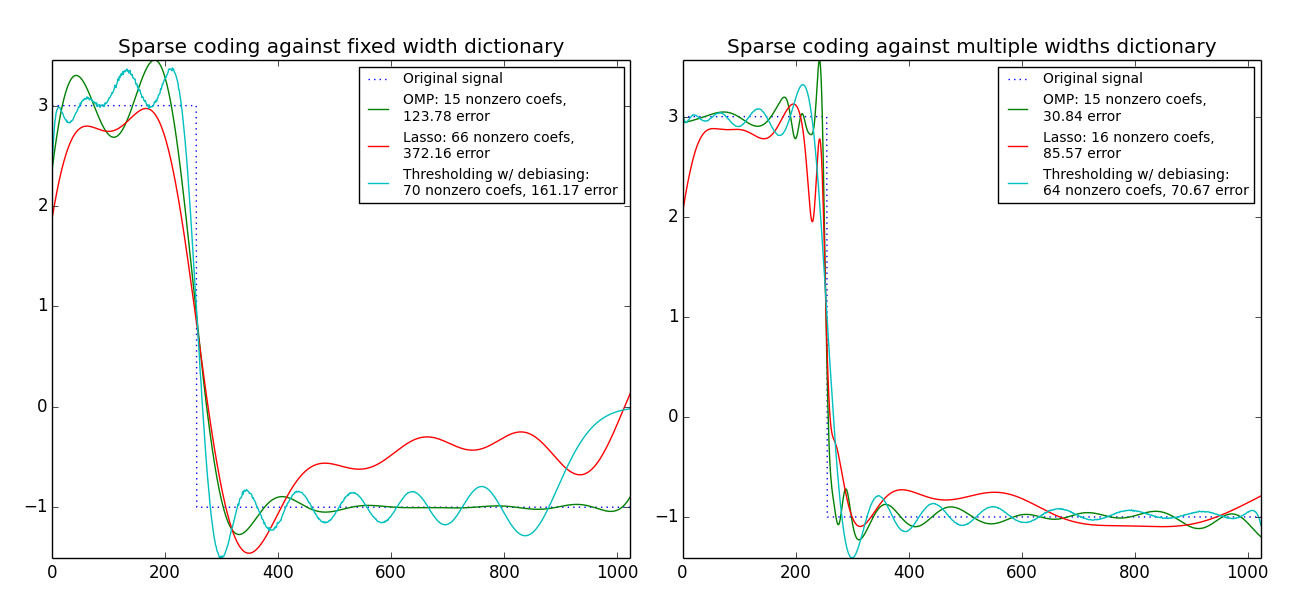 Sparse coding against fixed width dictionary
Original signal
OMP: 15 nonzero coefs,
123.78 error
Lasso: 66 nonzero coefs,
372.16 error
Thresholding w/ debiasing:
70 nonzero coefs, 161.17 error
3
2
1
0
−1
0 200 400 600 800 1000
Sparse coding against multiple widths dictionary
Original signal
OMP: 15 nonzero coefs,
30.84 error
Lasso: 16 nonzero coefs,
85.57 error
Thresholding w/ debiasing:
64 nonzero coefs, 70.67 error
3
2
1
0
−1
0 200 400 600 800 1000